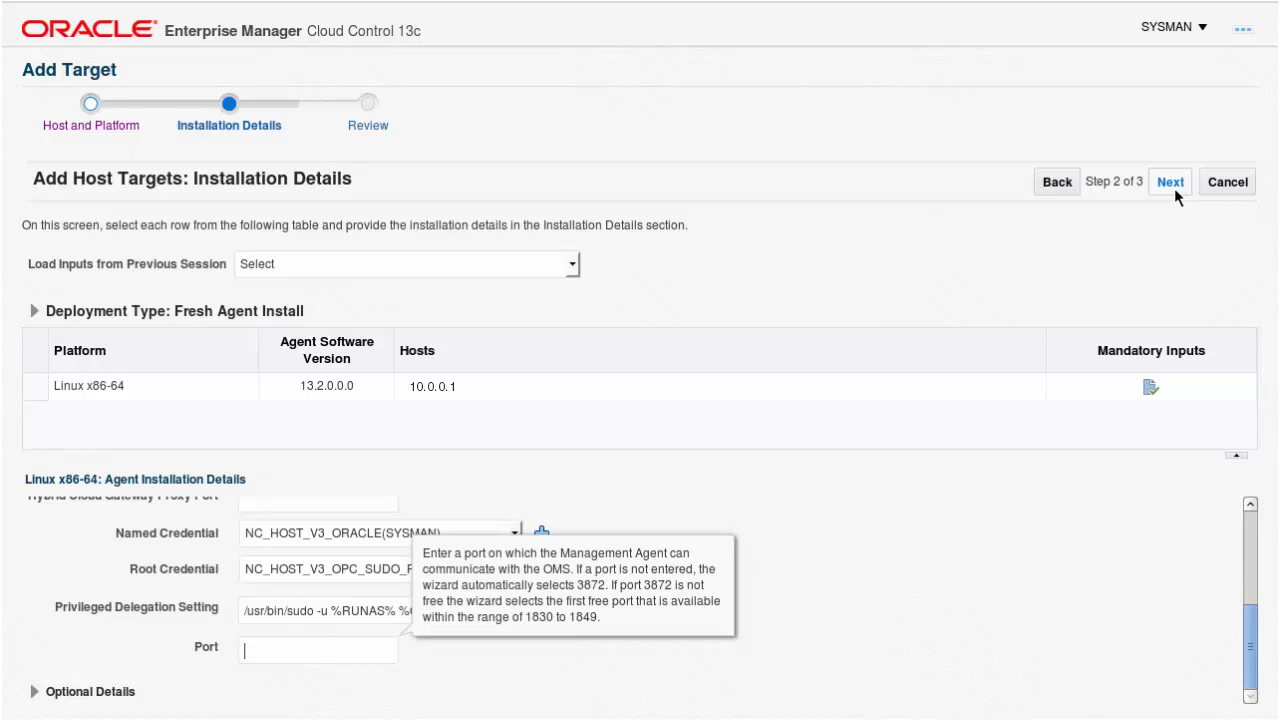 ORACLE Enterprise Manager Cloud Control 13c
SYSMAN
Add Target
Host and Platform
Installation Details
Review
Add Host Targets: Installation Details
Back
Step 2 of 3
Next
Cancel
On this screen, select each row from the following table and provide the installation details in the Installation Details section.
Load Inputs from Previous Session
Select
Deployment Type: Fresh Agent Install
Platform
Agent Software
Version
Hosts
Mandatory Inputs
Linux x86-64
13.2.0.0.0
10.0.0.1
Linux x86-64: Agent Installation Details
Hybrid Cloud Gateway Proxy Port
Named Credential
NC_HOST_V3_ORACLE(SYSMAN)
Root Credential
NC_HOST_V3_OPC_SUDO_
Privileged Delegation Setting
/usr/bin/sudo -u %RUNAS%
Port
Enter a port on which the Management Agent can
communicate with the OMS. If a port is not entered, the
wizard automatically selects 3872. If port 3872 is not
free the wizard selects the first free port that is available
within the range of 1830 to 1849.
Optional Details